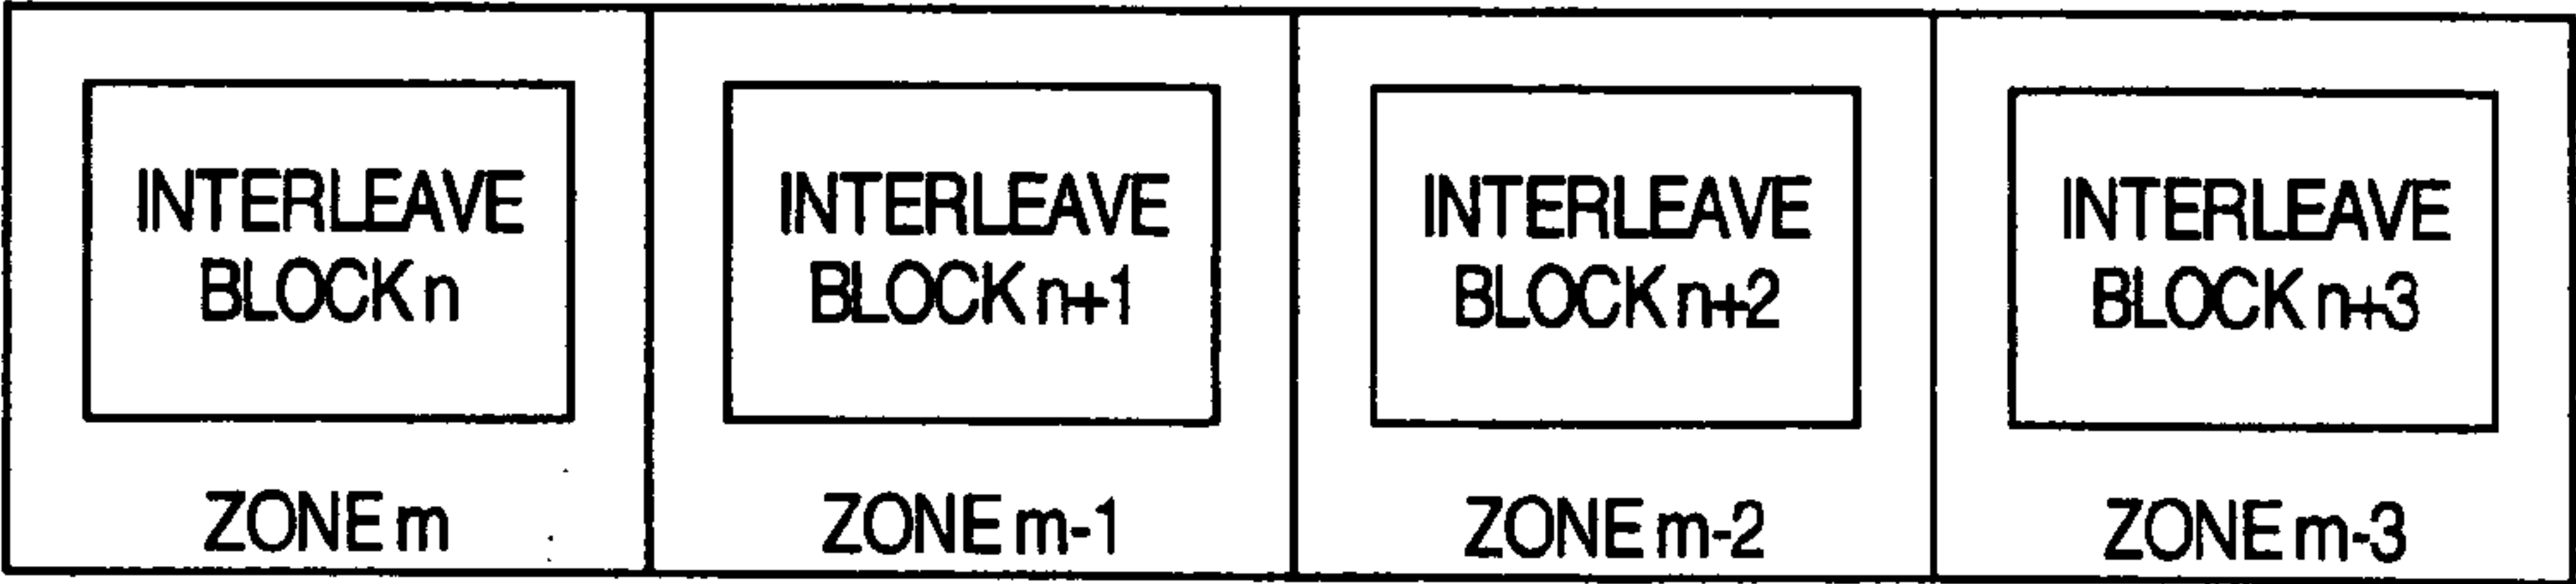 INTERLEAVE
BLOCK n
ZONE m
INTERLEAVE
BLOCK n+1
ZONE m-1
INTERLEAVE
BLOCK n+2
ZONE m-2
INTERLEAVE
BLOCK n+3
ZONE m-3